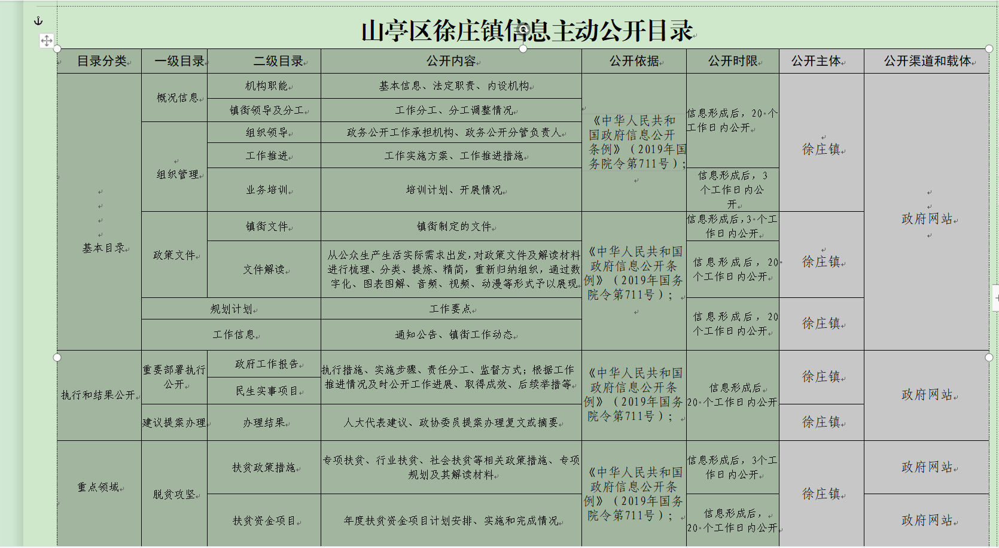 山亭区徐庄镇信息主动公开目录
目录分类 一级目录 二级目录 公开内容 公开依据 公开时限 公开主体 公开渠道和载体
基本目录
概况信息
机构职能
基本信息、法定职责、内设机构
镇街领导及分工
工作分工、分工调整情况
组织管理
组织领导
政务公开工作承担机构、政务公开分管负责人
工作推进
工作实施方案、工作推进措施
业务培训
培训计划、开展情况
《中华人民共和
国政府信息公开
条例》（2019年国
务院令第711号）；
信息形成后，20个
工作日内公开
信息形成后，3
个工作日内公
开
徐庄镇
政府网站
政策文件
镇街文件
镇街制定的文件
文件解读
从公众生产生活实际需求出发，对政策文件及解读材料
进行梳理、分类、提炼、精简，重新归纳组织，通过数
字化、图表图解、音频、视频、动漫等形式予以展现
规划计划
工作要点
工作信息
通知公告、镇街工作动态
《中华人民共和国
政府信息公开条
例》（2019年国务
院令第711号）；
信息形成后，3个工
作日内公开
信息形成后，20
个工作日内公开
徐庄镇
信息形成后，20
个工作日内公开
徐庄镇
执行和结果公开
重要部署执行
公开
政府工作报告
民生实事项目
执行措施、实施步骤、责任分工、监督方式；根据工作
推进情况及时公开工作进展、取得成效、后续举措等
建议提案办理
办理结果
人大代表建议、政协委员提案办理复文或摘要
《中华人民共和国
政府信息公开条
例》（2019年国务
院令第711号）；
信息形成后
20个工作日内公开
徐庄镇
徐庄镇
政府网站
重点领域
脱贫攻坚
扶贫政策措施
专项扶贫、行业扶贫、社会扶贫等相关政策措施、专项
规划及其解读材料
扶贫资金项目
年度扶贫资金项目计划安排、实施和完成情况
《中华人民共和国
政府信息公开条
例》（2019年国务
院令第711号）；
信息形成后，3个工
作日内公开
信息形成后，
20个工作日内公开
徐庄镇
政府网站
政府网站